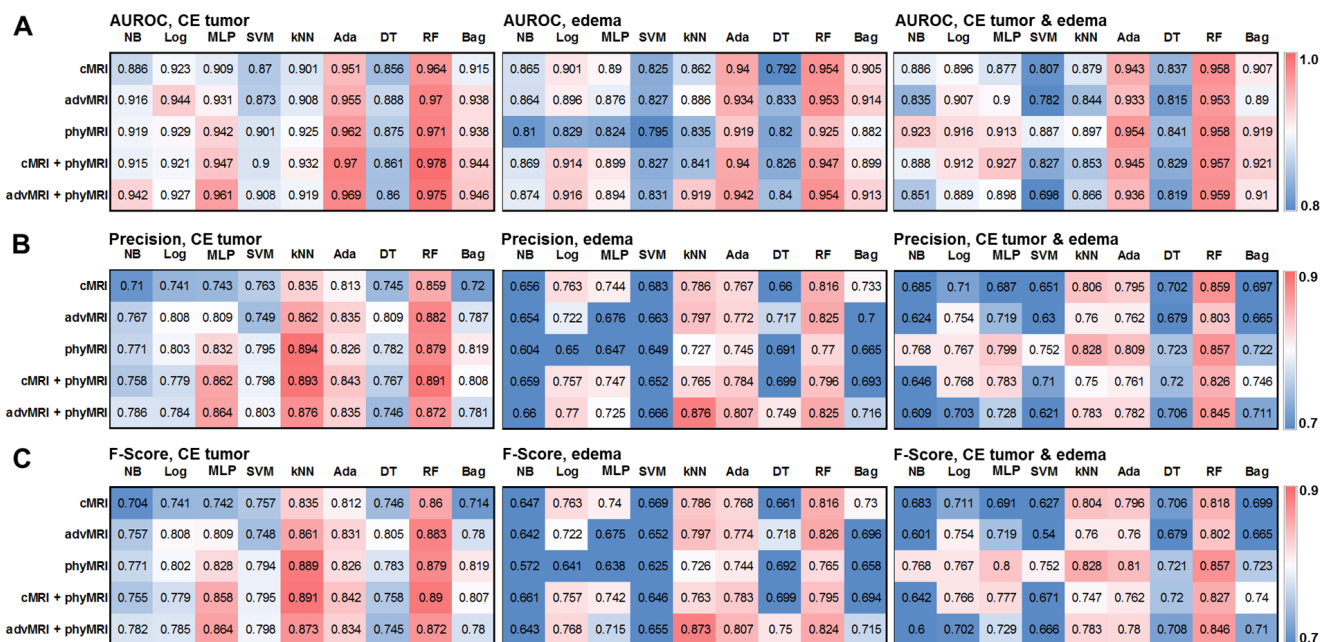 A
AUROC, CE tumor AUROC, edema AUROC, CE tumor & edema
NB Log MLP SVM kNN Ada DT RF Bag NB Log MLP SVM kNN Ada DT RF Bag NB Log MLP SVM kNN Ada DT RF Bag
cMRI 0.886 0.923 0.909 0.87 0.901 0.951 0.856 0.964 0.915 0.865 0.901 0.89 0.825 0.862 0.94 0.792 0.954 0.905 0.886 0.896 0.877 0.807 0.879 0.943 0.837 0.958 0.907 1.0
advMRI 0.916 0.944 0.931 0.873 0.908 0.955 0.888 0.97 0.938 0.864 0.896 0.876 0.827 0.886 0.934 0.833 0.953 0.914 0.835 0.907 0.9 0.782 0.844 0.933 0.815 0.953 0.89
phyMRI 0.919 0.929 0.942 0.901 0.925 0.962 0.875 0.971 0.938 0.81 0.829 0.824 0.795 0.835 0.919 0.82 0.925 0.882 0.923 0.916 0.913 0.887 0.897 0.954 0.841 0.958 0.919
cMRI + phyMRI 0.915 0.921 0.947 0.9 0.932 0.97 0.861 0.978 0.944 0.869 0.914 0.899 0.827 0.841 0.94 0.826 0.947 0.899 0.888 0.912 0.927 0.827 0.853 0.945 0.829 0.957 0.921
advMRI + phyMRI 0.942 0.927 0.961 0.908 0.919 0.969 0.86 0.975 0.946 0.874 0.916 0.894 0.831 0.919 0.942 0.84 0.954 0.913 0.851 0.889 0.898 0.698 0.866 0.936 0.819 0.959 0.91 0.8
B
Precision, CE tumor Precision, edema Precision, CE tumor & edema
NB Log MLP SVM kNN Ada DT RF Bag NB Log MLP SVM kNN Ada DT RF Bag NB Log MLP SVM kNN Ada DT RF Bag
cMRI 0.71 0.741 0.743 0.763 0.835 0.813 0.745 0.859 0.72 0.656 0.763 0.744 0.683 0.786 0.767 0.66 0.816 0.733 0.685 0.71 0.687 0.651 0.806 0.795 0.702 0.859 0.697 0.9
advMRI 0.767 0.808 0.809 0.749 0.862 0.835 0.809 0.882 0.787 0.654 0.722 0.676 0.663 0.797 0.772 0.717 0.825 0.7 0.624 0.754 0.719 0.63 0.76 0.762 0.679 0.803 0.665
phyMRI 0.771 0.803 0.832 0.795 0.894 0.826 0.782 0.879 0.819 0.604 0.65 0.647 0.649 0.727 0.745 0.691 0.77 0.665 0.768 0.767 0.799 0.752 0.828 0.809 0.723 0.857 0.722
cMRI + phyMRI 0.758 0.779 0.862 0.798 0.893 0.843 0.767 0.891 0.808 0.659 0.757 0.747 0.652 0.765 0.784 0.699 0.796 0.693 0.646 0.768 0.783 0.71 0.75 0.761 0.72 0.826 0.746
advMRI + phyMRI 0.786 0.784 0.864 0.803 0.876 0.835 0.746 0.872 0.781 0.66 0.77 0.725 0.666 0.876 0.807 0.749 0.825 0.716 0.609 0.703 0.728 0.621 0.783 0.782 0.706 0.845 0.711 0.7
C
F-Score, CE tumor F-Score, edema F-Score, CE tumor & edema
NB Log MLP SVM kNN Ada DT RF Bag NB Log MLP SVM kNN Ada DT RF Bag NB Log MLP SVM kNN Ada DT RF Bag
cMRI 0.704 0.741 0.742 0.757 0.835 0.812 0.746 0.86 0.714 0.647 0.763 0.74 0.669 0.786 0.768 0.661 0.816 0.73 0.683 0.711 0.691 0.627 0.804 0.796 0.706 0.818 0.699 0.9
advMRI 0.757 0.808 0.809 0.748 0.861 0.831 0.805 0.883 0.78 0.642 0.722 0.675 0.652 0.797 0.774 0.718 0.826 0.696 0.601 0.754 0.719 0.54 0.76 0.76 0.679 0.802 0.665
phyMRI 0.771 0.802 0.828 0.794 0.889 0.826 0.783 0.879 0.819 0.572 0.641 0.638 0.625 0.726 0.744 0.692 0.765 0.658 0.768 0.767 0.8 0.752 0.828 0.81 0.721 0.857 0.723
cMRI + phyMRI 0.755 0.779 0.858 0.795 0.891 0.842 0.758 0.89 0.807 0.661 0.757 0.742 0.646 0.763 0.783 0.699 0.795 0.694 0.642 0.766 0.777 0.671 0.747 0.762 0.72 0.827 0.74
advMRI + phyMRI 0.782 0.785 0.864 0.798 0.873 0.834 0.745 0.872 0.78 0.643 0.768 0.715 0.655 0.873 0.807 0.75 0.824 0.715 0.6 0.702 0.729 0.666 0.783 0.78 0.708 0.846 0.71 0.7